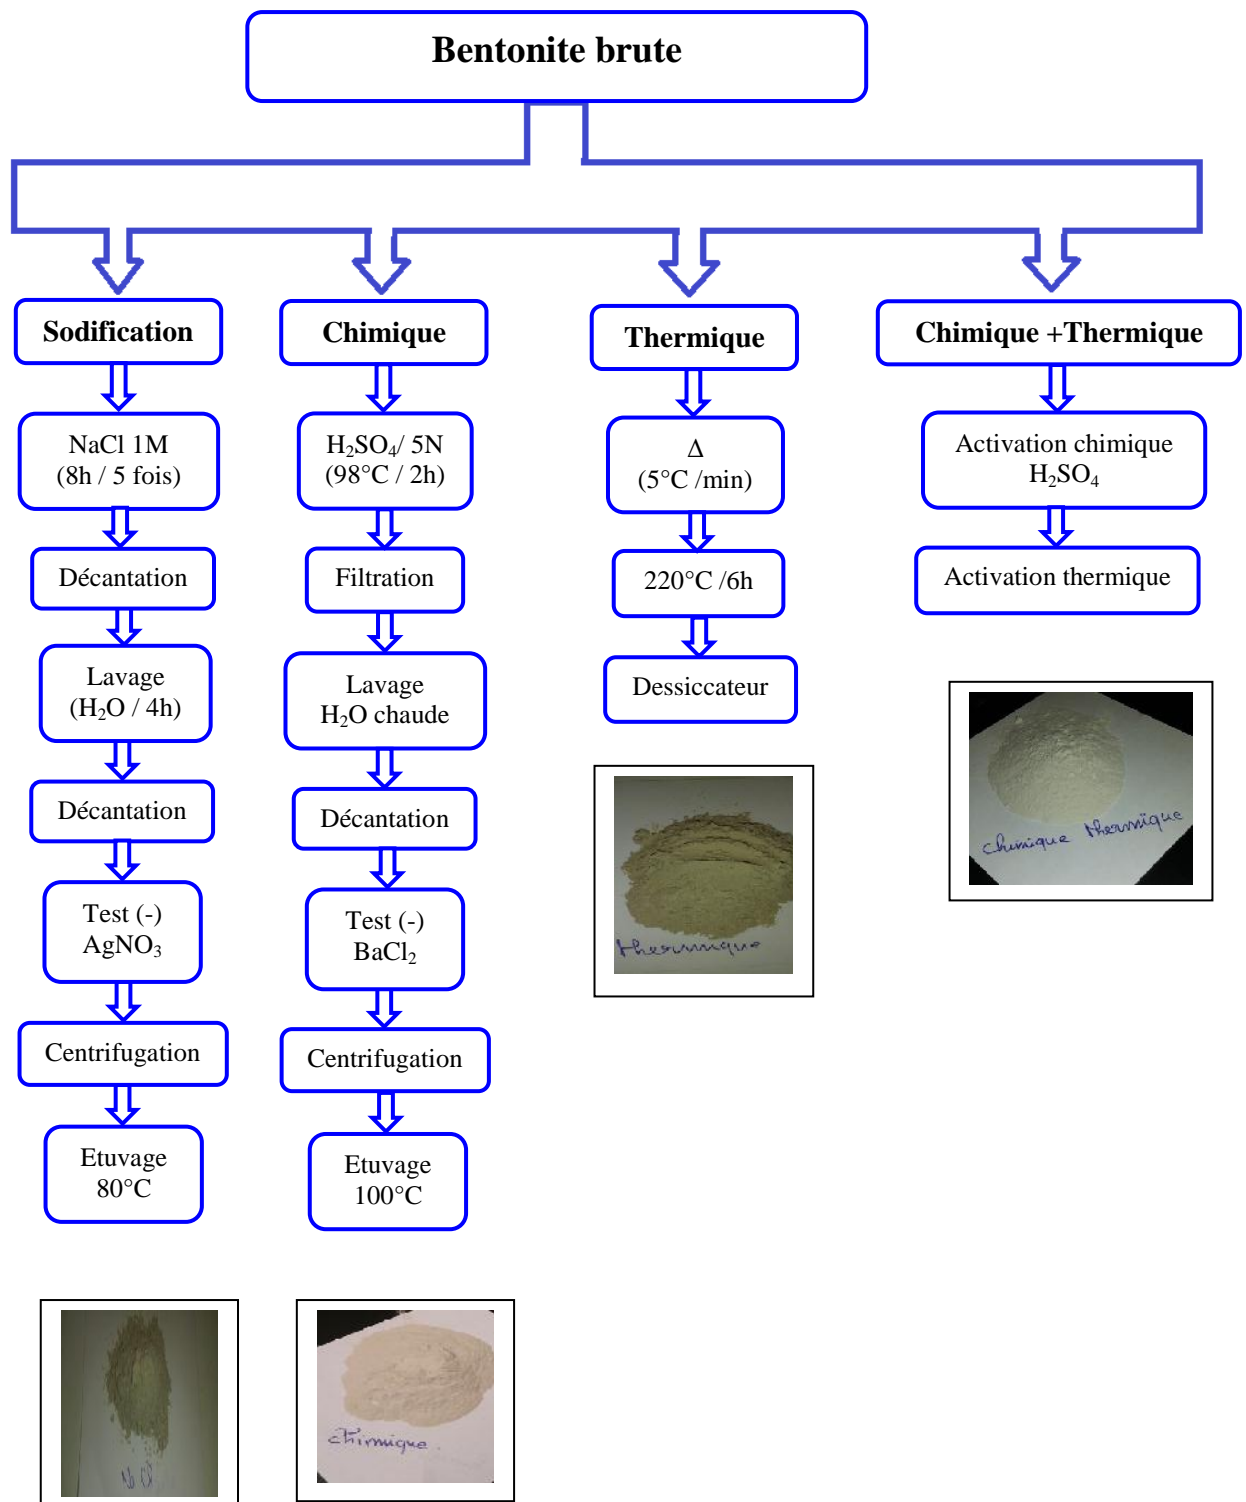 Bentonite brute
Sodification
NaCl 1M
(8h / 5 fois)
Décantation
Lavage
(H₂O / 4h)
Décantation
Test (-)
AgNO₃
Centrifugation
Etuvage
80°C
Chimique
H₂SO₄/ 5N
(98°C / 2h)
Filtration
Lavage
H₂O chaude
Décantation
Test (-)
BaCl₂
Centrifugation
Etuvage
100°C
chimique.
Thermique
Δ
(5°C /min)
220°C /6h
Dessiccateur
thermique
Chimique +Thermique
Activation chimique
H₂SO₄
Activation thermique
chimique thermique